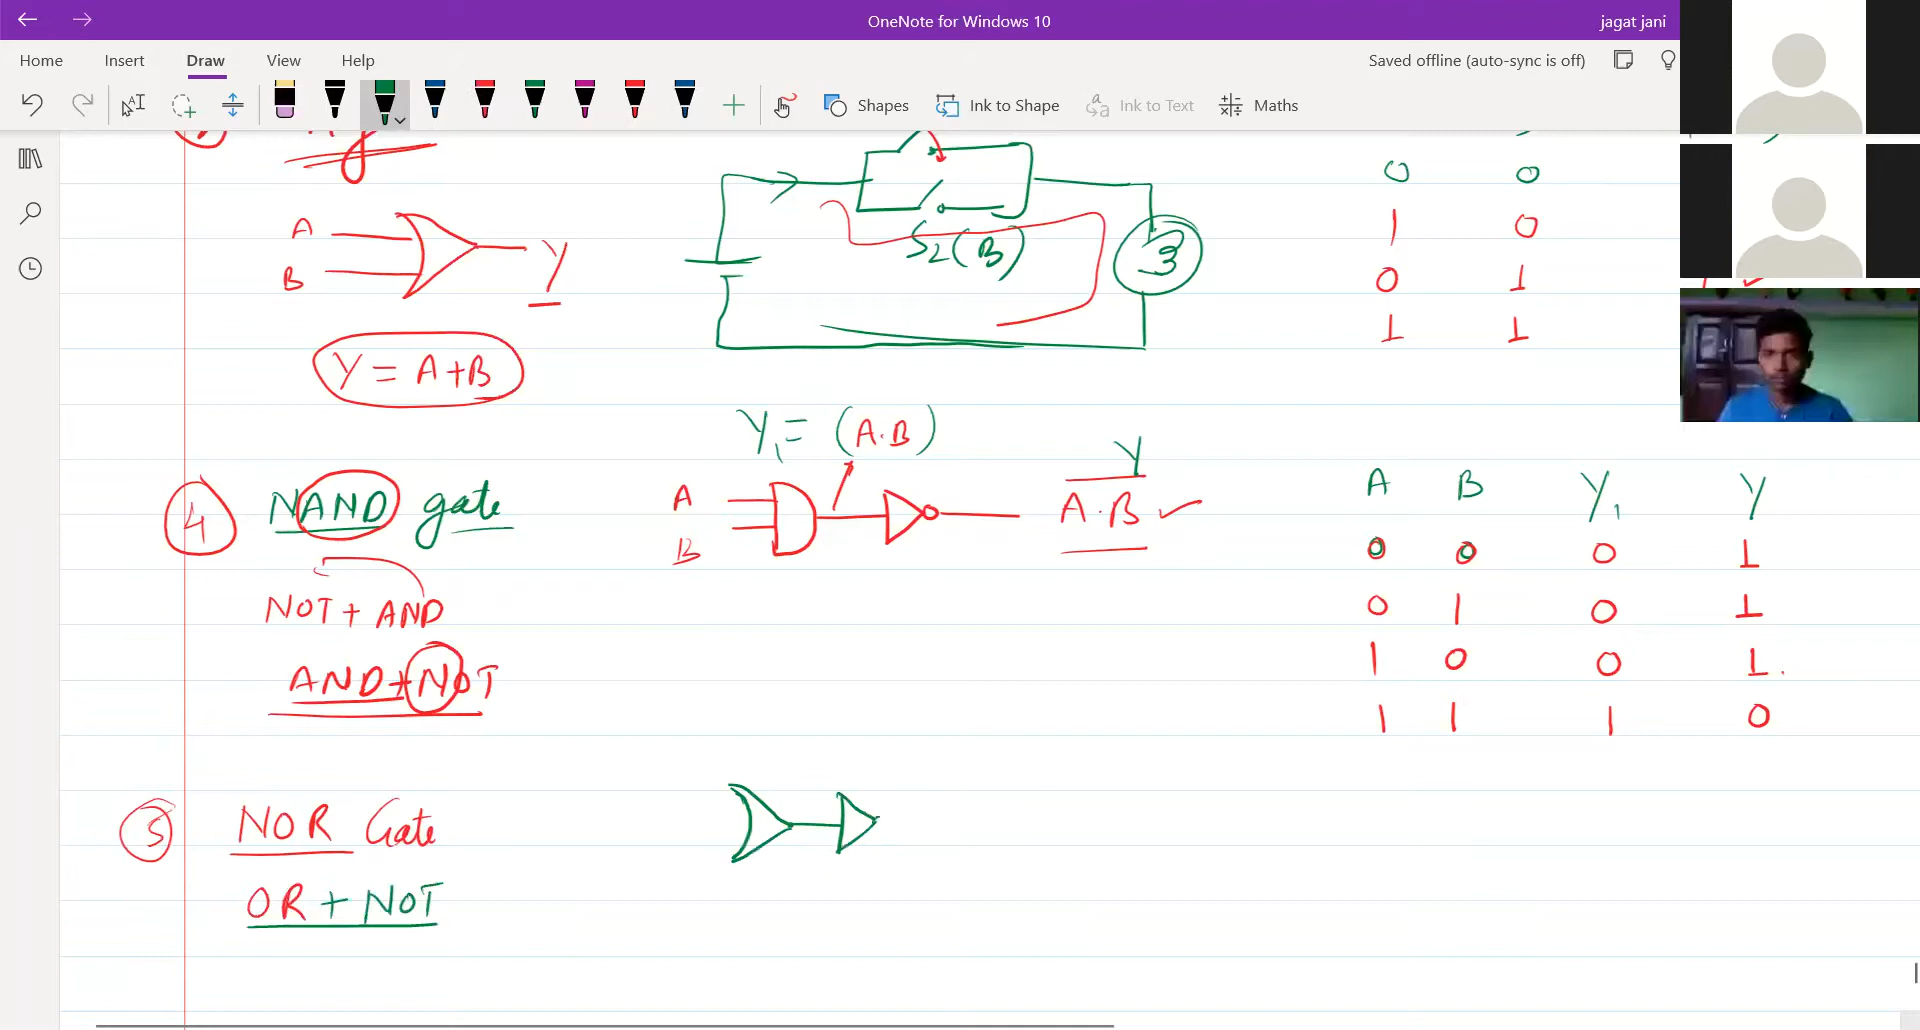 OneNote for Windows 10
jagat jani
Home Insert Draw View Help
Saved offline (auto-sync is off)
Shapes Ink to Shape Ink to Text Maths
0 0
1 0
0 1
1 1
A
B
Y
S2(B)
Y = A+B
Y1 = (A.B)
4 NAND gate
A
B
Y
A.B
A B Y1 Y
0 0 0 1
0 1 0 1
1 0 0 1.
1 1 1 0
NOT + AND
AND+NOT
5 NOR Gate
OR + NOT